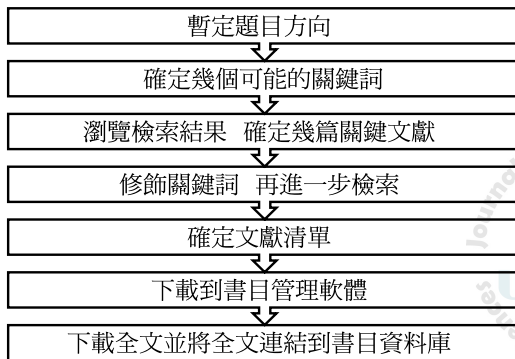 暫定題目方向
確定幾個可能的關鍵詞
瀏覽檢索結果 確定幾篇關鍵文獻
修飾關鍵詞 再進一步檢索
確定文獻清單
下載到書目管理軟體
下載全文並將全文連結到書目資料庫